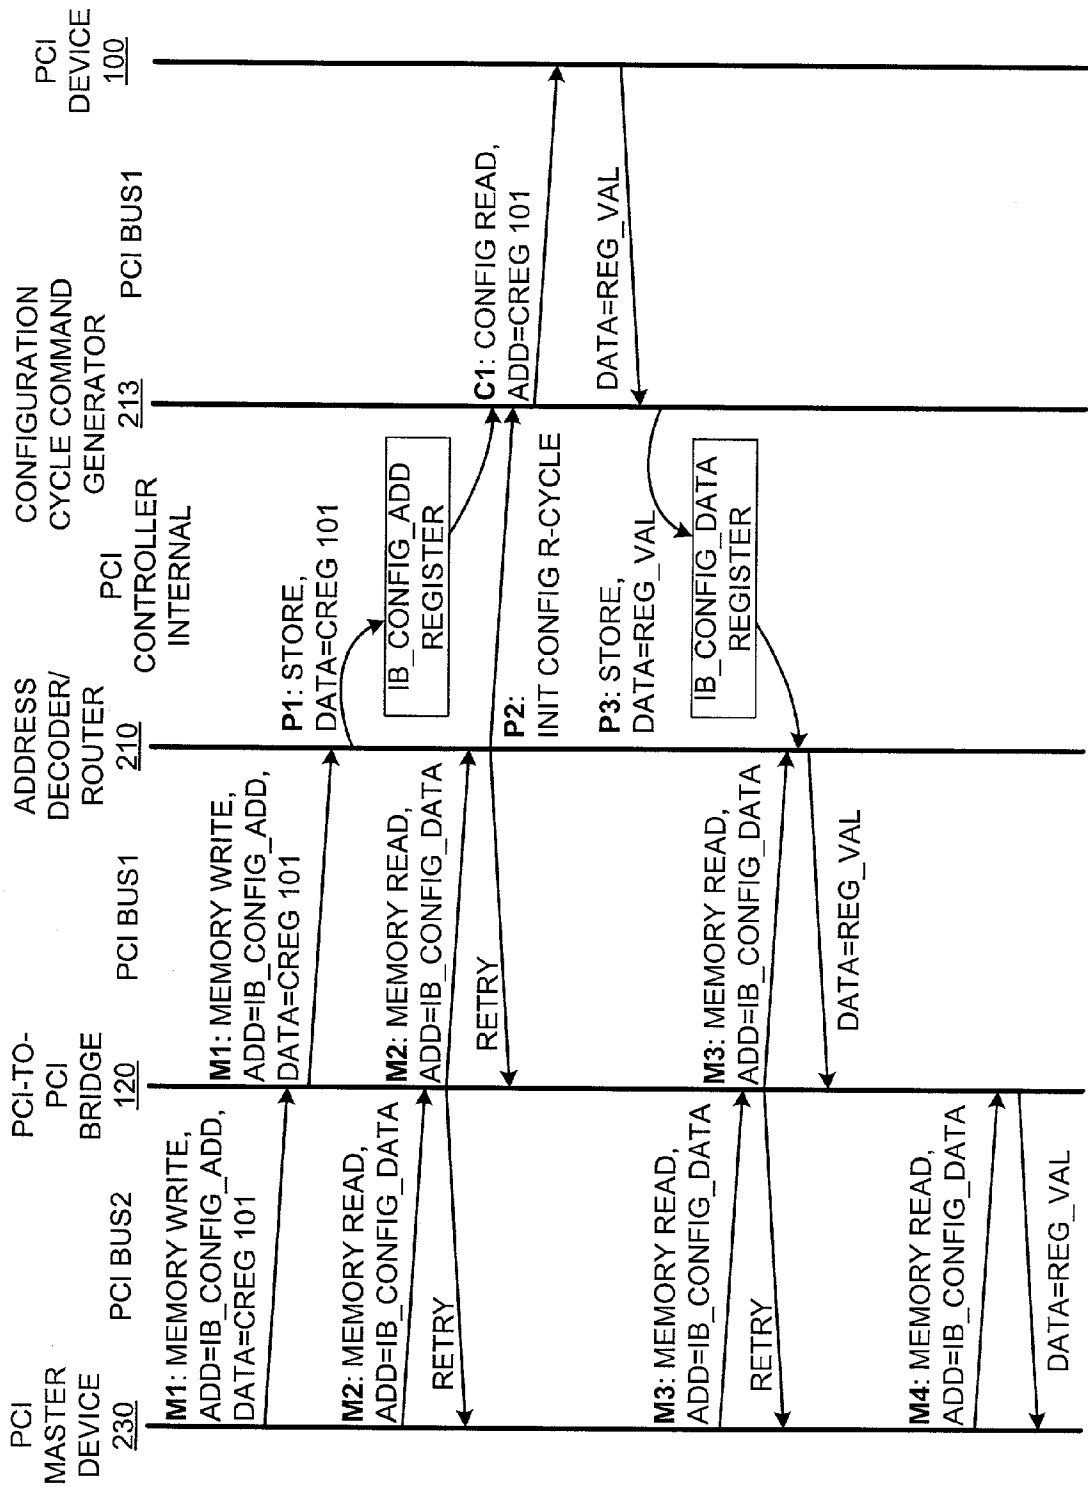 PCI
MASTER
DEVICE
230
PCI BUS2
PCI-TO-
PCI
BRIDGE
120
PCI BUS1
ADDRESS
DECODER/
ROUTER
210
PCI
CONTROLLER
INTERNAL
CONFIGURATION
CYCLE COMMAND
GENERATOR
213
PCI BUS1
PCI
DEVICE
100
M1: MEMORY WRITE,
ADD=IB_CONFIG_ADD,
DATA=CREG 101
M1: MEMORY WRITE,
ADD=IB_CONFIG_ADD,
DATA=CREG 101
P1: STORE,
DATA=CREG 101
IB_CONFIG_ADD
REGISTER
M2: MEMORY READ,
ADD=IB_CONFIG_DATA
RETRY
M2: MEMORY READ,
ADD=IB_CONFIG_DATA
RETRY
P2:
INIT CONFIG R-CYCLE
C1: CONFIG READ,
ADD=CREG 101
DATA=REG_VAL
P3: STORE,
DATA=REG_VAL
IB_CONFIG_DATA
REGISTER
M3: MEMORY READ,
ADD=IB_CONFIG_DATA
RETRY
M3: MEMORY READ,
ADD=IB_CONFIG_DATA
DATA=REG_VAL
M4: MEMORY READ,
ADD=IB_CONFIG_DATA
DATA=REG_VAL